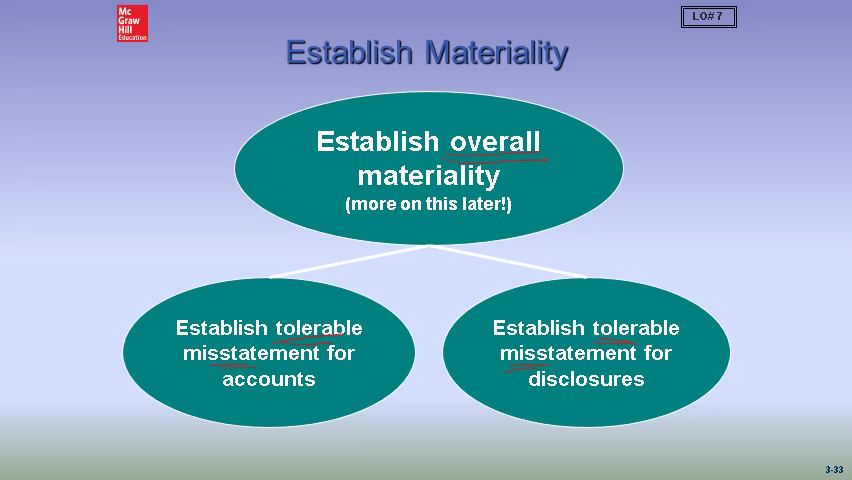 Mc
Graw
Hill
Education
LO# 7
Establish Materiality
Establish overall
materiality
(more on this later!)
Establish tolerable
misstatement for
accounts
Establish tolerable
misstatement for
disclosures
3-33